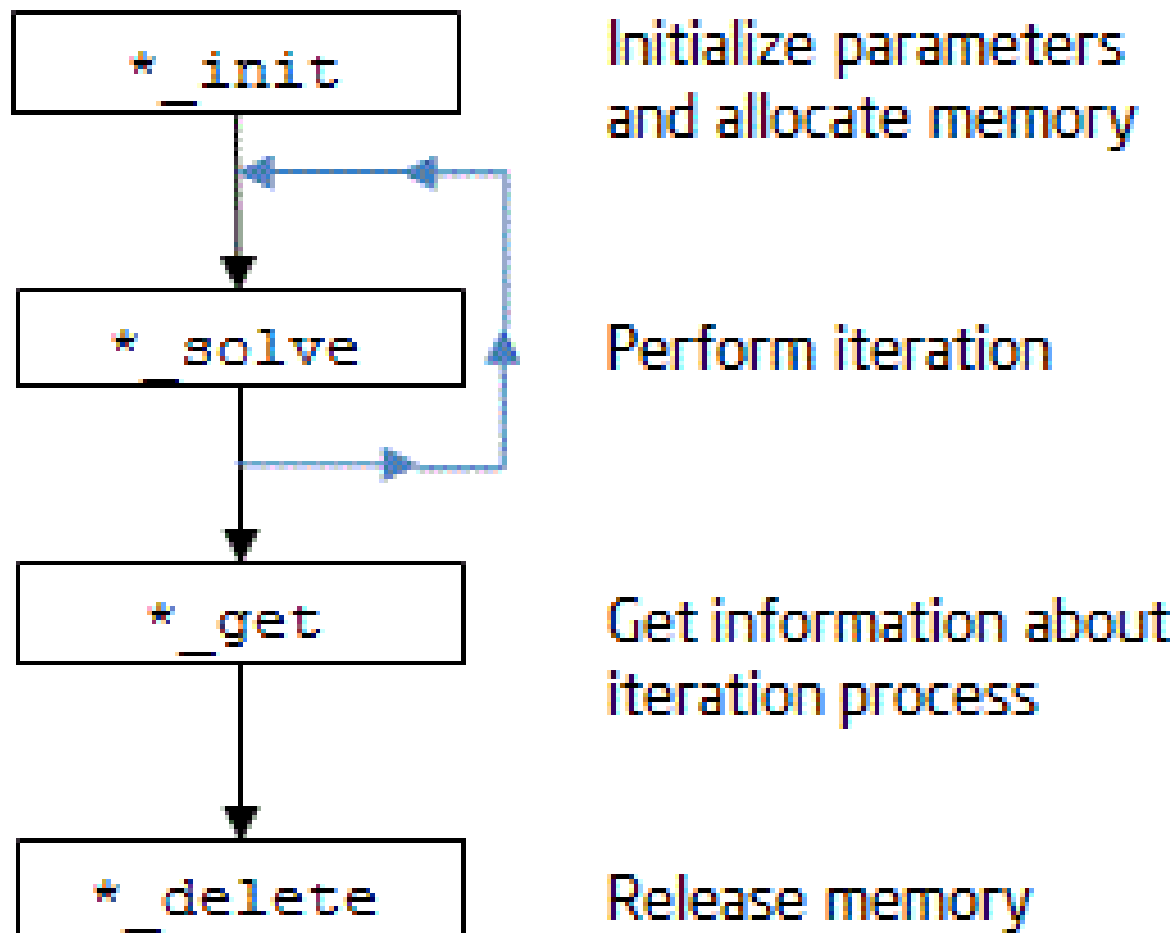 *_init
Initialize parameters
and allocate memory
*_solve
Perform iteration
*_get
Get information about
iteration process
*_delete
Release memory